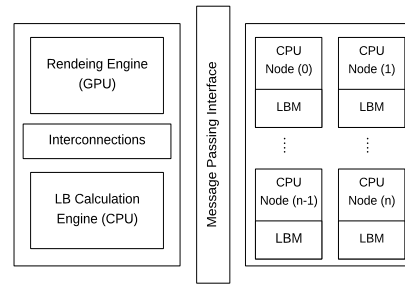 Rendeing Engine
(GPU)
Interconnections
LB Calculation
Engine (CPU)
Message Passing Interface
CPU
Node (0)
LBM
CPU
Node (1)
LBM
CPU
Node (n-1)
LBM
CPU
Node (n)
LBM